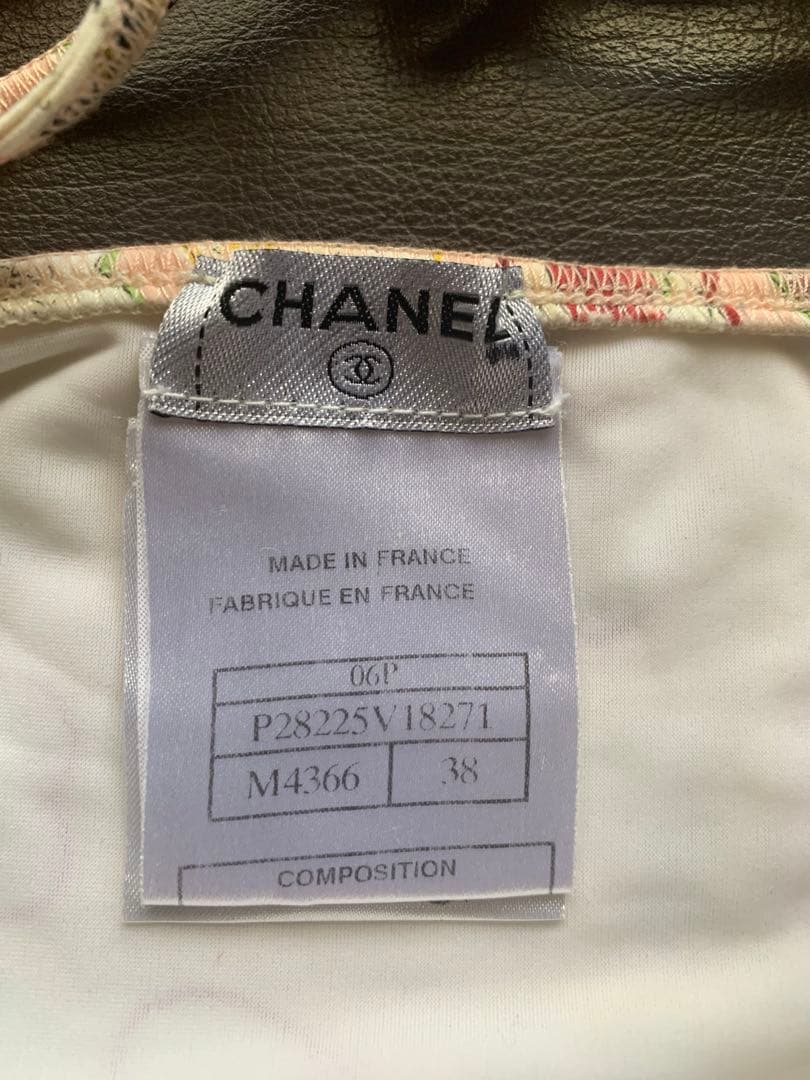 CHANEL
MADE IN FRANCE
FABRIQUE EN FRANCE
06P
P28225V18271
M4366 38
COMPOSITION